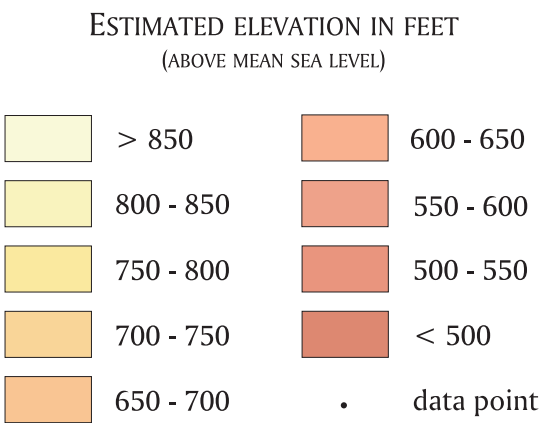 ESTIMATED ELEVATION IN FEET
(ABOVE MEAN SEA LEVEL)
> 850
800 - 850
750 - 800
700 - 750
650 - 700
600 - 650
550 - 600
500 - 550
< 500
data point